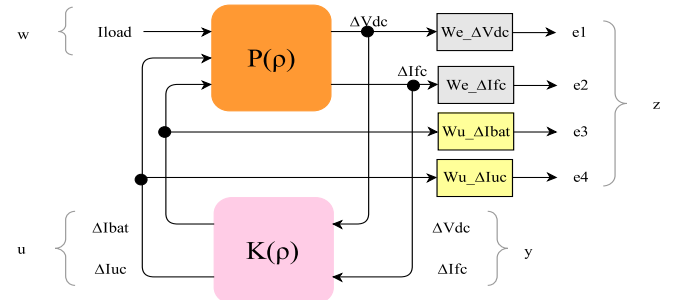 ΔVdc
w
Iload
We_ΔVdc
e1
P(ρ)
ΔIfc
We_ΔIfc
e2
z
Wu_ΔIbat
e3
Wu_ΔIuc
e4
ΔIbat
ΔVdc
u
K(ρ)
y
ΔIuc
ΔIfc